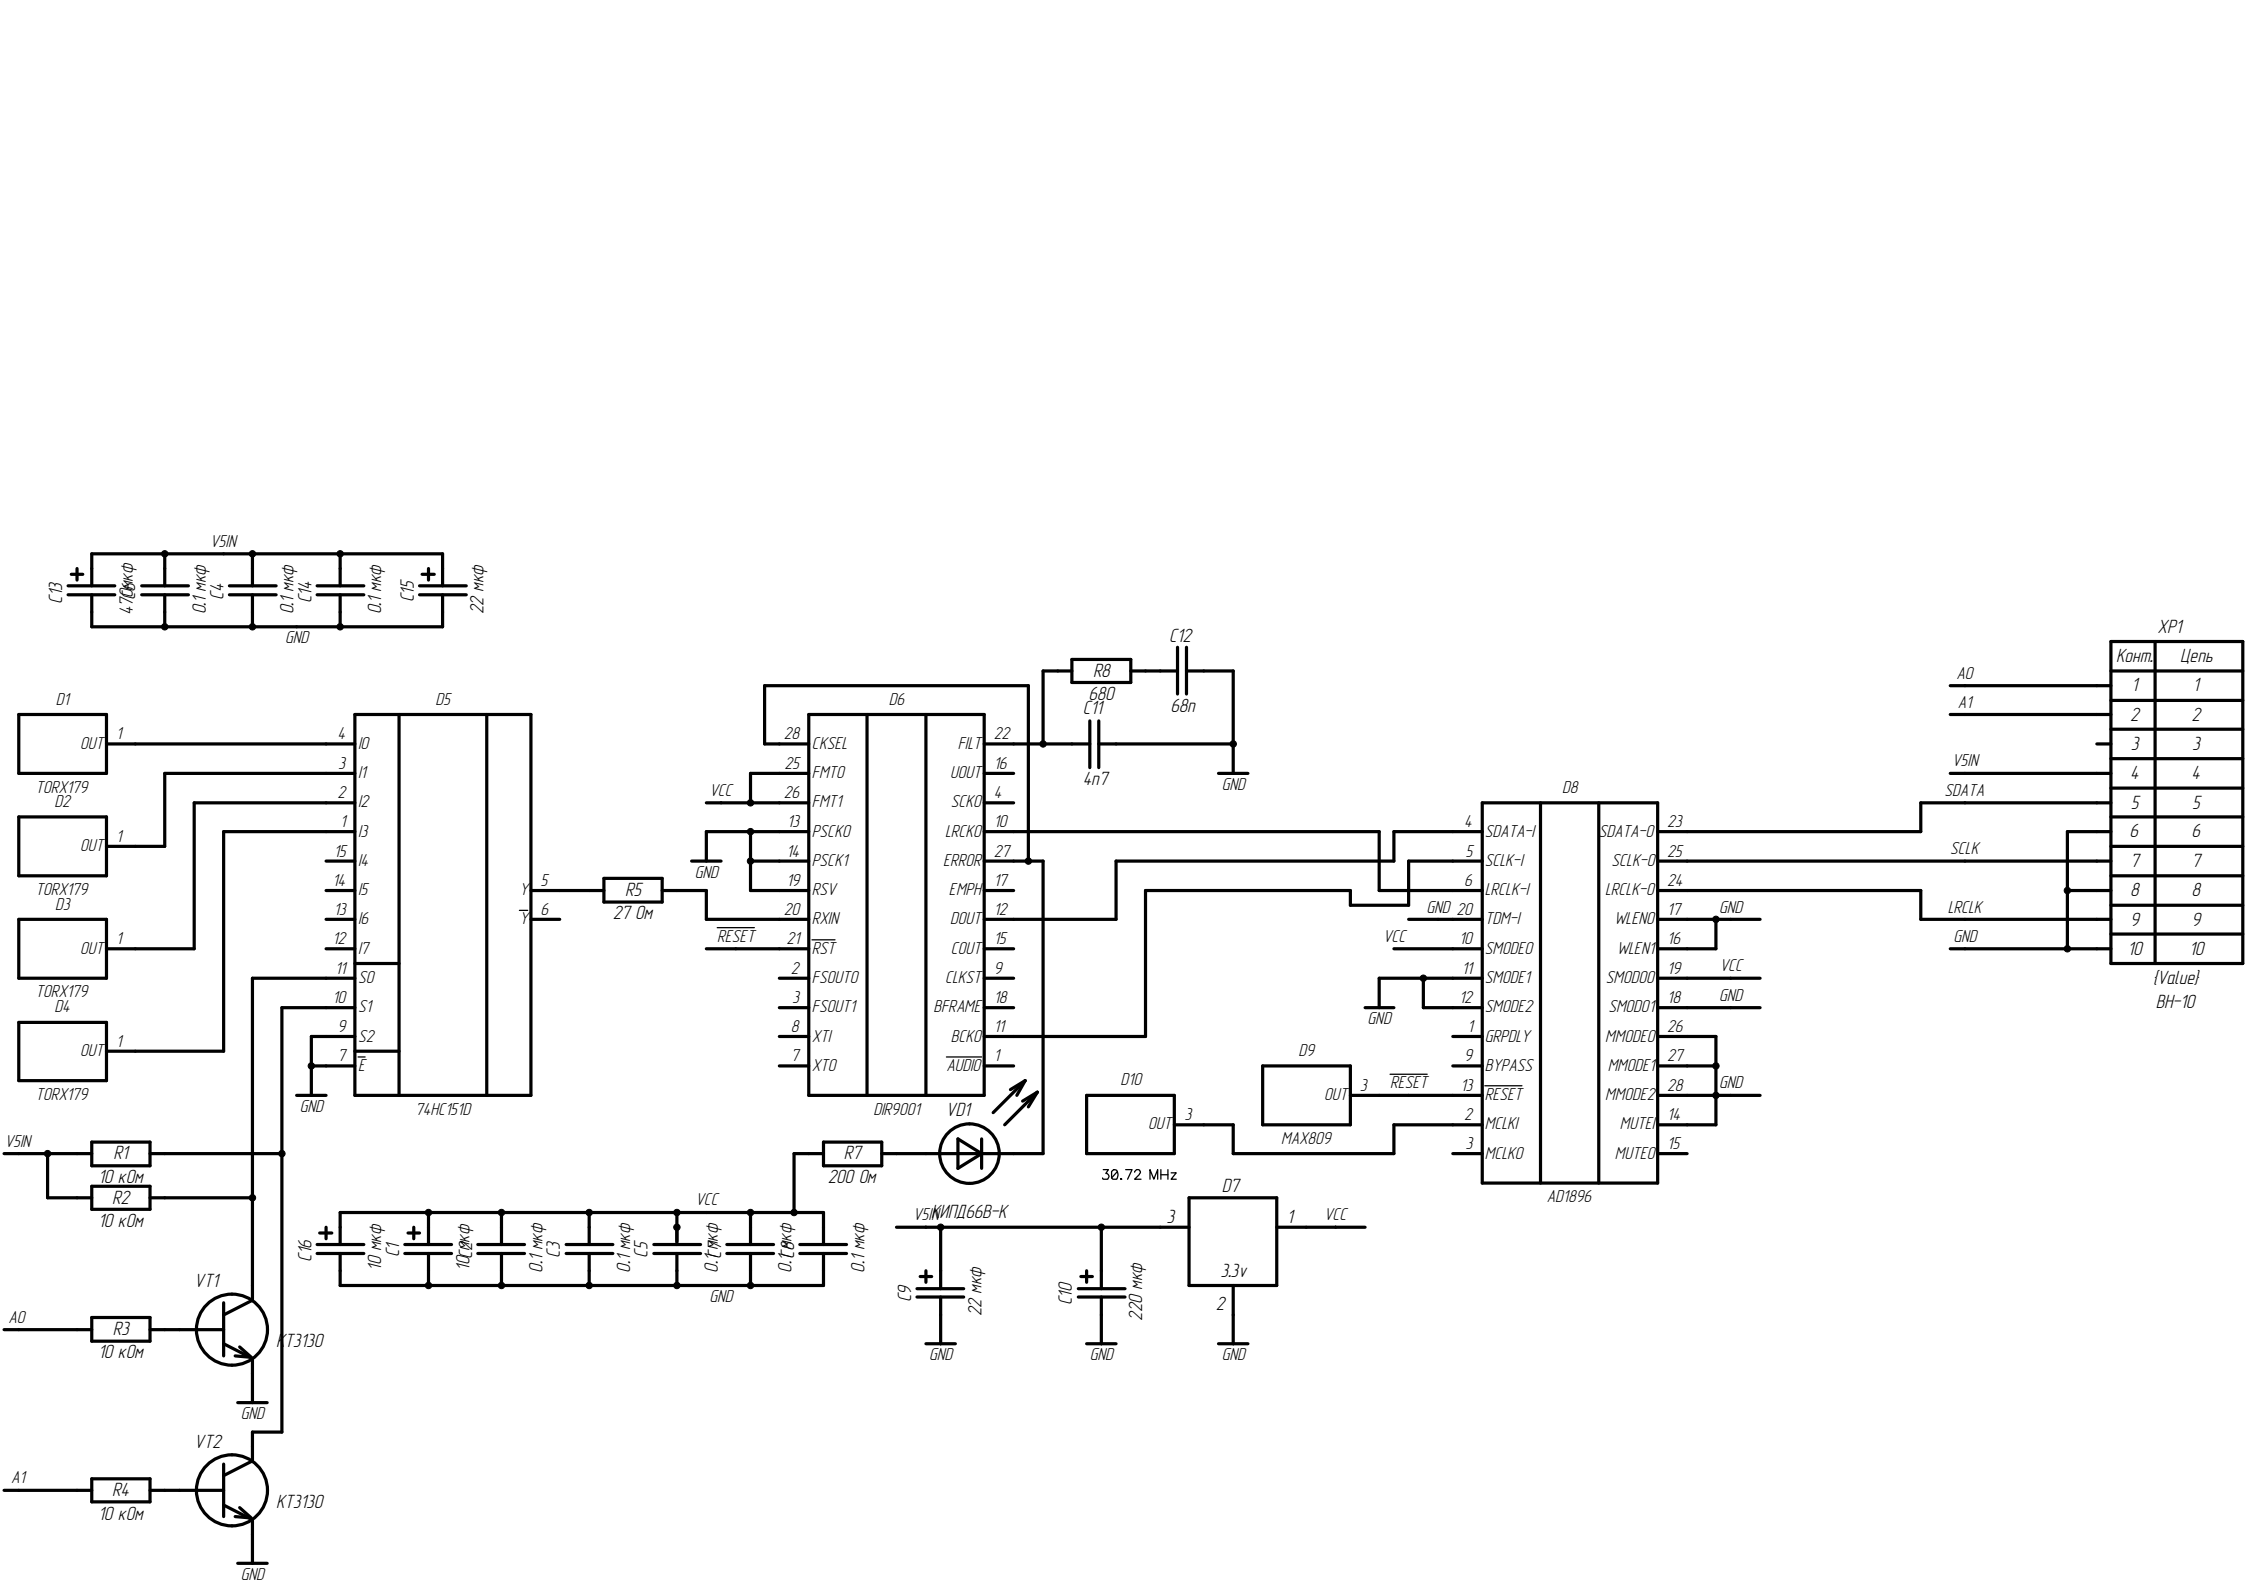 V5IN
C13
470 мкФ
C6
0.1 мкФ
C4
0.1 мкФ
C14
0.1 мкФ
C15
22 мкФ
GND
D1
OUT 1
TORX179
D2
OUT 1
TORX179
D3
OUT 1
TORX179
D4
OUT 1
TORX179
D5
4 I0
3 I1
2 I2
1 I3
15 I4
14 I5
13 I6
12 I7
11 S0
10 S1
9 S2
7 E
Y 5
Y 6
74HC151D
GND
R5
27 Ом
D6
28 CKSEL
25 FMT0
VCC 26 FMT1
13 PSCK0
14 PSCK1
GND
19 RSV
20 RXIN
RESET 21 RST
2 FSOUT0
3 FSOUT1
8 XTI
7 XTO
FILT 22
UOUT 16
SCKO 4
LRCKO 10
ERROR 27
EMPH 17
DOUT 12
COUT 15
CLKST 9
BFRAME 18
BCKO 11
AUDIO 1
DIR9001
C12
R8
680
68п
C11
4п7
GND
D8
4 SDATA-I
5 SCLK-I
6 LRCLK-I
GND 20 TDM-I
VCC 10 SMODE0
11 SMODE1
12 SMODE2
GND
1 GRPDLY
9 BYPASS
13 RESET
2 MCLKI
3 MCLKO
SDATA-O 23
SCLK-O 25
LRCLK-O 24
WLEN0 17 GND
WLEN1 16
SMODO0 19 VCC
SMODO1 18 GND
MMODE0 26
MMODE1 27
MMODE2 28 GND
MUTEI 14
MUTEO 15
AD1896
D9
OUT 3 RESET
MAX809
D10
OUT 3
30.72 MHz
XP1
Конт. Цепь
A0 1 1
A1 2 2
3 3
V5IN 4 4
SDATA 5 5
6 6
SCLK 7 7
8 8
LRCLK 9 9
GND 10 10
{Value}
BH-10
V5IN
R1
10 кОм
R2
10 кОм
VT1
A0
R3
10 кОм
КТ3130
GND
VT2
A1
R4
10 кОм
КТ3130
GND
VD1
R7
200 Ом
КИПД66В-К
VCC
C16
10 мкФ
C1
10 мкФ
C2
0.1 мкФ
C3
0.1 мкФ
C5
0.1 мкФ
C7
0.1 мкФ
C8
0.1 мкФ
GND
V5IN
C9
22 мкФ
GND
C10
220 мкФ
GND
D7
3 1 VCC
3.3v
2
GND